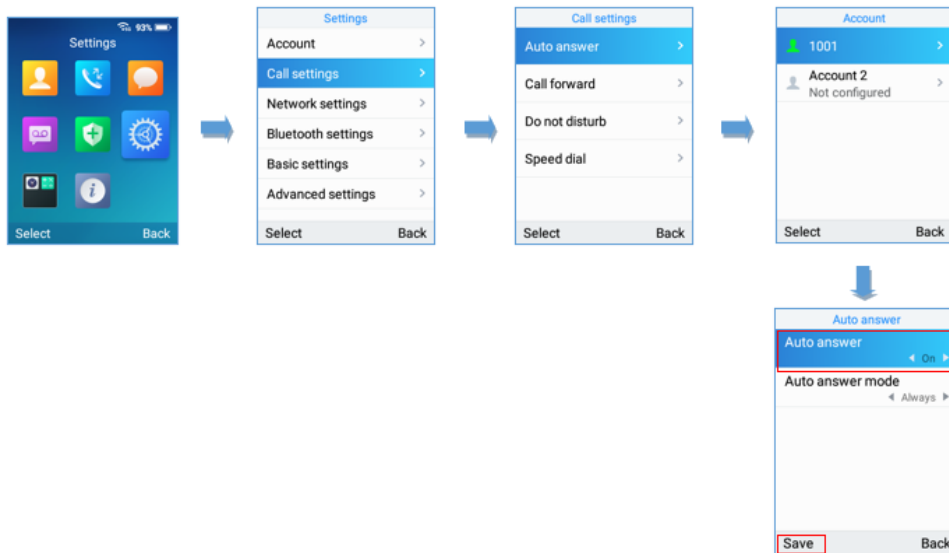 93%
Settings
Select Back
Settings
Account
Call settings
Network settings
Bluetooth settings
Basic settings
Advanced settings
Select Back
Call settings
Auto answer
Call forward
Do not disturb
Speed dial
Select Back
Account
1001
Account 2
Not configured
Select Back
Auto answer
Auto answer
On
Auto answer mode
Always
Save Back